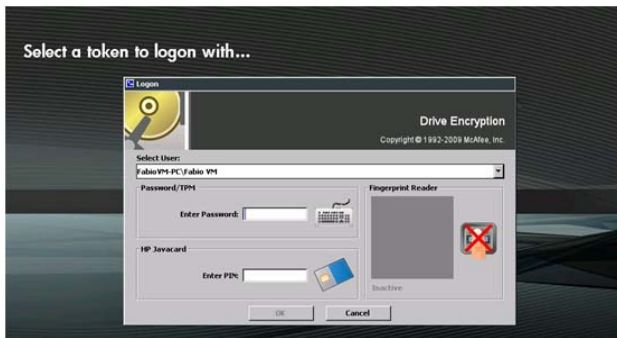 Select a token to logon with...
Logon
Drive Encryption
Copyright © 1992-2009 McAfee, Inc.
Select User:
FabioVM-PC\Fabio VM
Password/TPM
Enter Password:
Fingerprint Reader
HP Javacard
Enter PIN:
Inactive
OK
Cancel